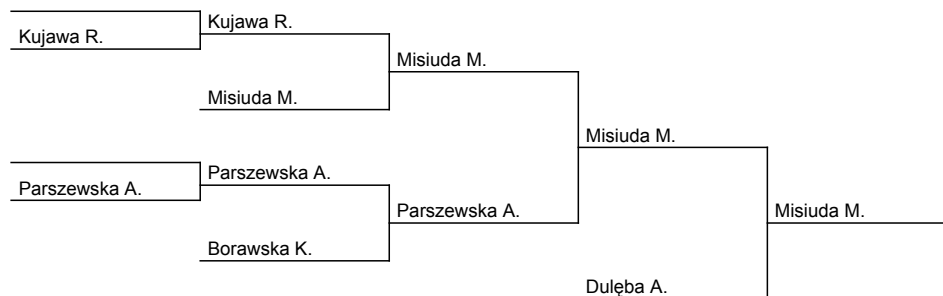 Kujawa R.
Kujawa R.
Misiuda M.
Misiuda M.
Misiuda M.
Parszewska A.
Parszewska A.
Parszewska A.
Misiuda M.
Borawska K.
Dulęba A.